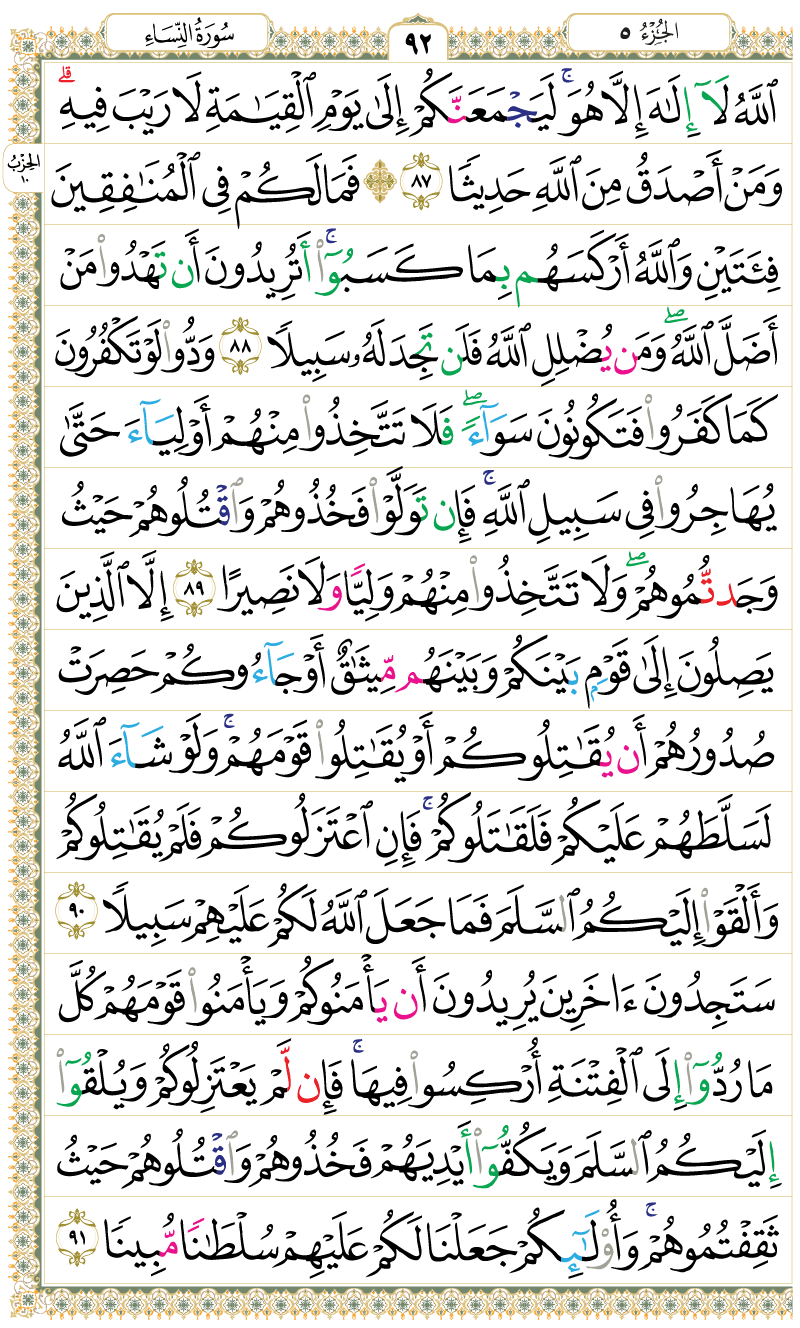 الجُزْءُ ٥
٩٢
سُورَةُ النِّسَاءِ
ٱللَّهُ لَآ إِلَٰهَ إِلَّا هُوَۚ لَيَجْمَعَنَّكُمْ إِلَىٰ يَوْمِ ٱلْقِيَٰمَةِ لَا رَيْبَ فِيهِۗ
وَمَنْ أَصْدَقُ مِنَ ٱللَّهِ حَدِيثًا ٨٧ ۞ فَمَا لَكُمْ فِى ٱلْمُنَٰفِقِينَ
الحِزْبُ
١٠
فِئَتَيْنِ وَٱللَّهُ أَرْكَسَهُم بِمَا كَسَبُوٓا۟ۚ أَتُرِيدُونَ أَن تَهْدُوا۟ مَنْ
أَضَلَّ ٱللَّهُۖ وَمَن يُضْلِلِ ٱللَّهُ فَلَن تَجِدَ لَهُۥ سَبِيلًا ٨٨ وَدُّوا۟ لَوْ تَكْفُرُونَ
كَمَا كَفَرُوا۟ فَتَكُونُونَ سَوَآءًۖ فَلَا تَتَّخِذُوا۟ مِنْهُمْ أَوْلِيَآءَ حَتَّىٰ
يُهَاجِرُوا۟ فِى سَبِيلِ ٱللَّهِۚ فَإِن تَوَلَّوْا۟ فَخُذُوهُمْ وَٱقْتُلُوهُمْ حَيْثُ
وَجَدتُّمُوهُمْۖ وَلَا تَتَّخِذُوا۟ مِنْهُمْ وَلِيًّا وَلَا نَصِيرًا ٨٩ إِلَّا ٱلَّذِينَ
يَصِلُونَ إِلَىٰ قَوْمٍۭ بَيْنَكُمْ وَبَيْنَهُم مِّيثَٰقٌ أَوْ جَآءُوكُمْ حَصِرَتْ
صُدُورُهُمْ أَن يُقَٰتِلُوكُمْ أَوْ يُقَٰتِلُوا۟ قَوْمَهُمْۚ وَلَوْ شَآءَ ٱللَّهُ
لَسَلَّطَهُمْ عَلَيْكُمْ فَلَقَٰتَلُوكُمْۚ فَإِنِ ٱعْتَزَلُوكُمْ فَلَمْ يُقَٰتِلُوكُمْ
وَأَلْقَوْا۟ إِلَيْكُمُ ٱلسَّلَمَ فَمَا جَعَلَ ٱللَّهُ لَكُمْ عَلَيْهِمْ سَبِيلًا ٩٠
سَتَجِدُونَ ءَاخَرِينَ يُرِيدُونَ أَن يَأْمَنُوكُمْ وَيَأْمَنُوا۟ قَوْمَهُمْ كُلَّ
مَا رُدُّوٓا۟ إِلَى ٱلْفِتْنَةِ أُرْكِسُوا۟ فِيهَاۚ فَإِن لَّمْ يَعْتَزِلُوكُمْ وَيُلْقُوٓا۟
إِلَيْكُمُ ٱلسَّلَمَ وَيَكُفُّوٓا۟ أَيْدِيَهُمْ فَخُذُوهُمْ وَٱقْتُلُوهُمْ حَيْثُ
ثَقِفْتُمُوهُمْۚ وَأُو۟لَٰٓئِكُمْ جَعَلْنَا لَكُمْ عَلَيْهِمْ سُلْطَٰنًا مُّبِينًا ٩١